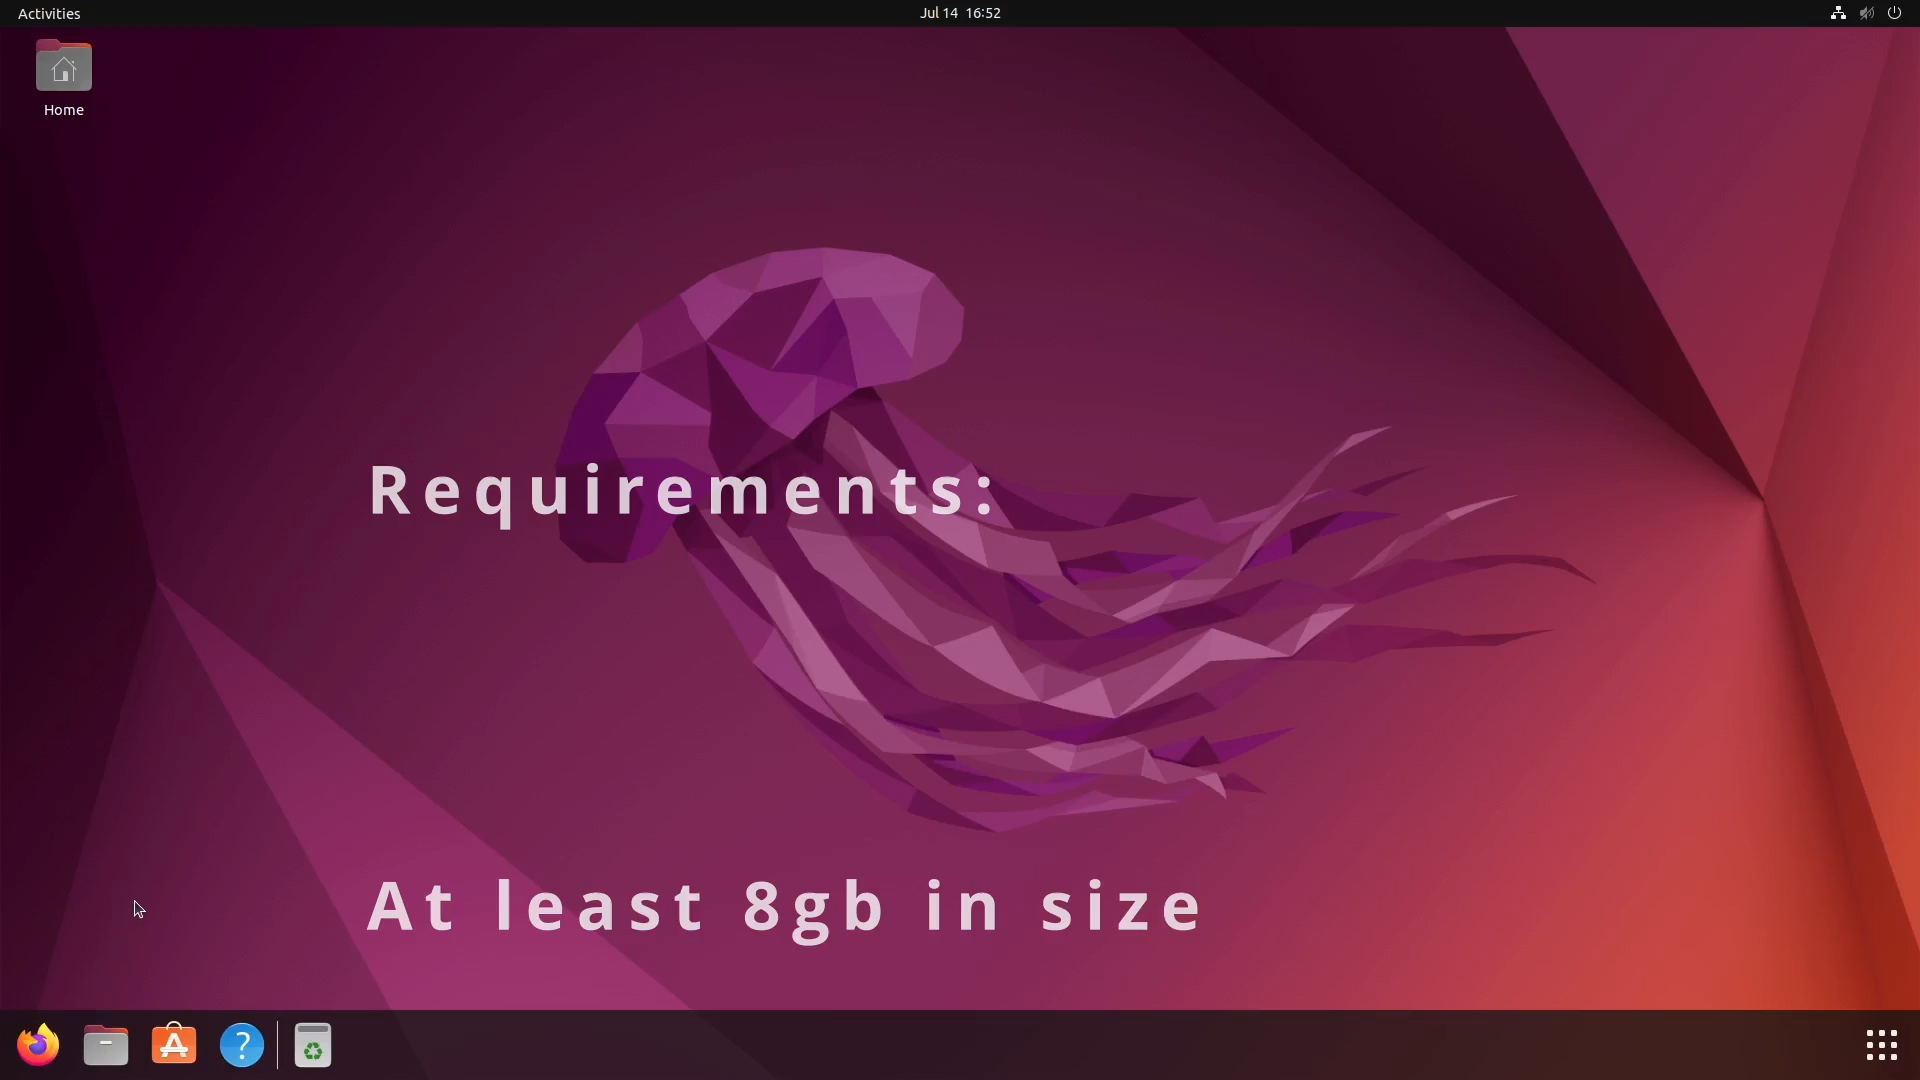 Activities
Jul 14 16:52
Home
Requirements:
At least 8gb in size